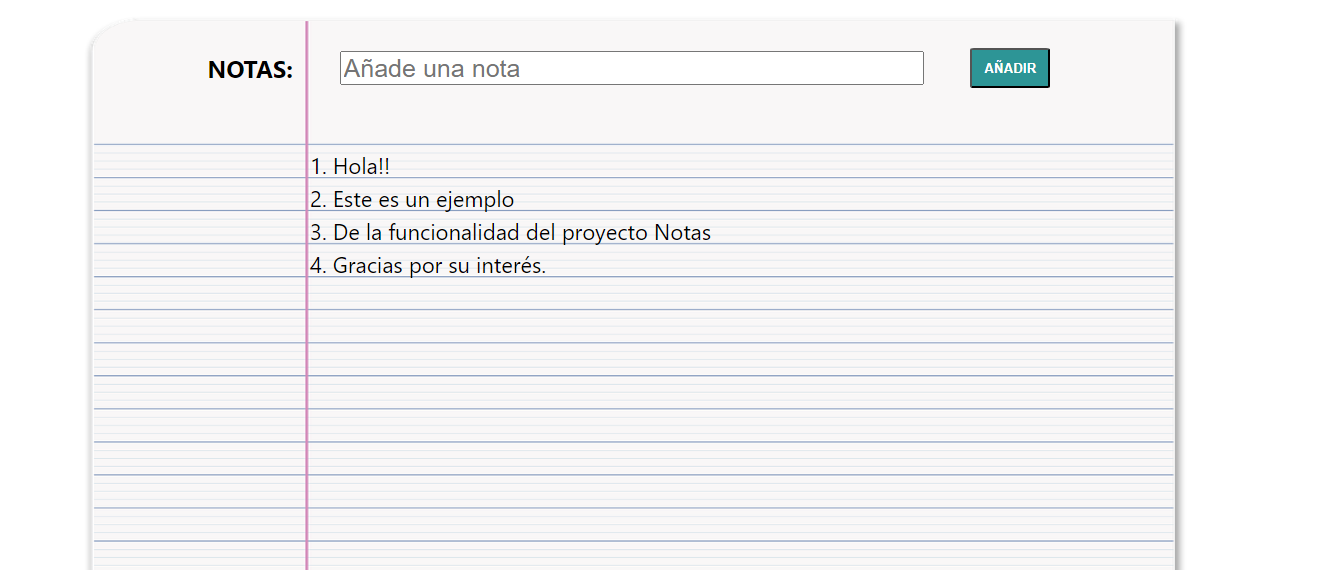 NOTAS: Añade una nota AÑADIR
1. Hola!!
2. Este es un ejemplo
3. De la funcionalidad del proyecto Notas
4. Gracias por su interés.